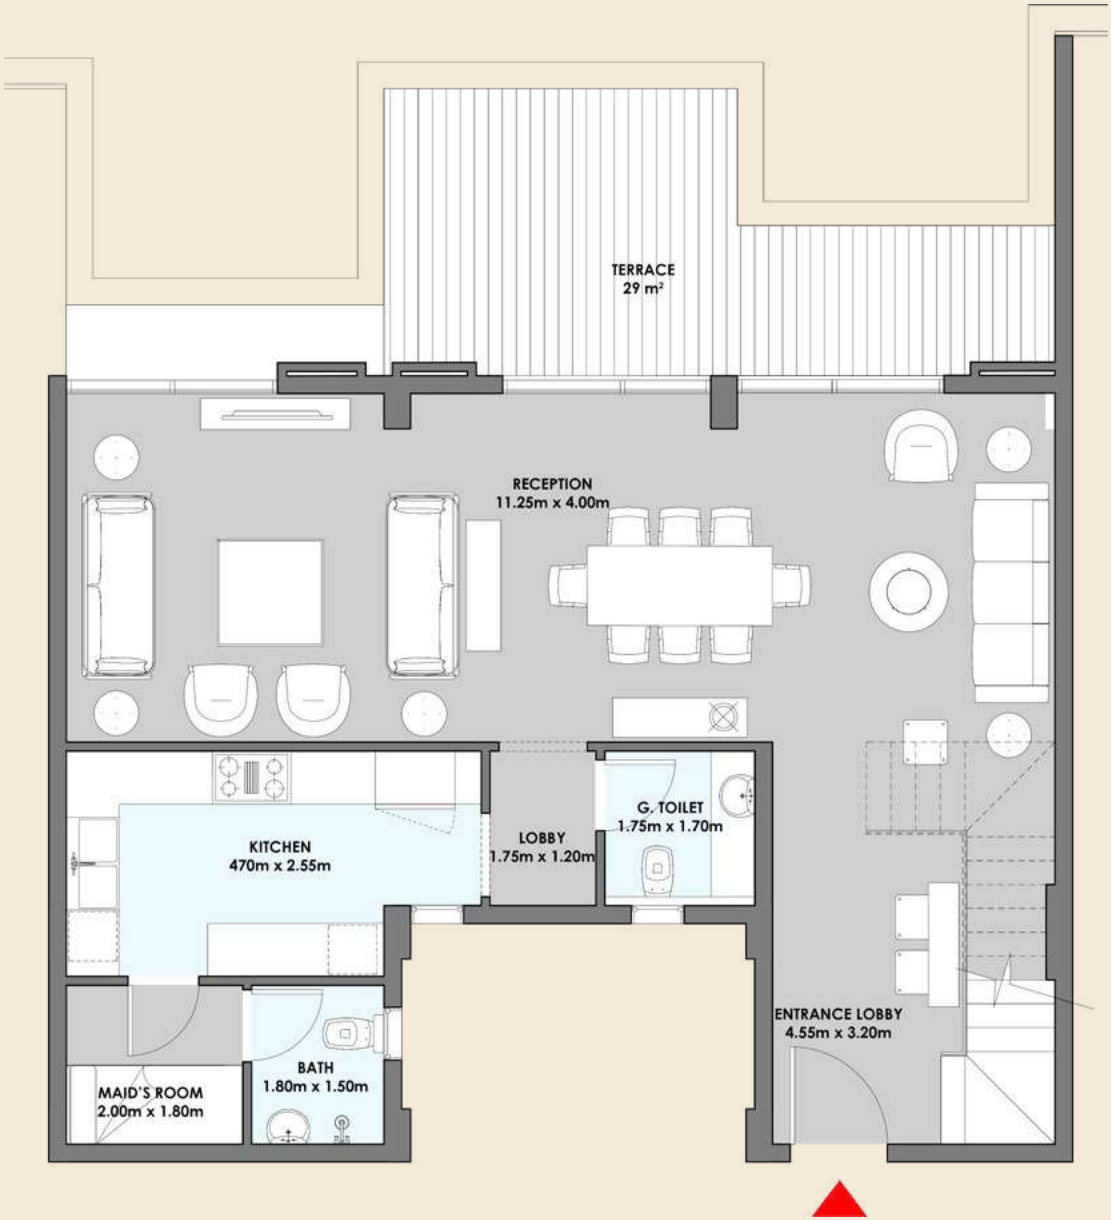 TERRACE
29 m²
RECEPTION
11.25m x 4.00m
KITCHEN
470m x 2.55m
LOBBY
1.75m x 1.20m
G. TOILET
1.75m x 1.70m
ENTRANCE LOBBY
4.55m x 3.20m
MAID'S ROOM
2.00m x 1.80m
BATH
1.80m x 1.50m